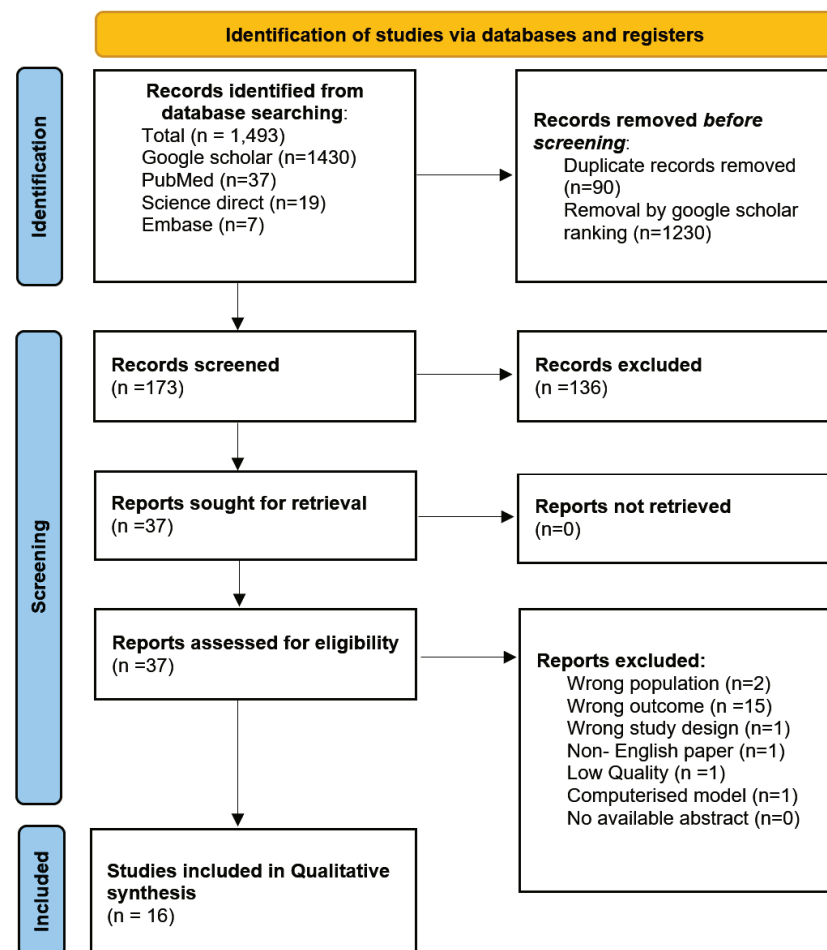 Identification of studies via databases and registers
Identification
Records identified from
database searching:
Total (n = 1,493)
Google scholar (n=1430)
PubMed (n=37)
Science direct (n=19)
Embase (n=7)
Records removed before
screening:
Duplicate records removed
(n=90)
Removal by google scholar
ranking (n=1230)
Screening
Records screened
(n =173)
Records excluded
(n =136)
Reports sought for retrieval
(n =37)
Reports not retrieved
(n=0)
Reports assessed for eligibility
(n =37)
Reports excluded:
Wrong population (n=2)
Wrong outcome (n =15)
Wrong study design (n=1)
Non- English paper (n=1)
Low Quality (n =1)
Computerised model (n=1)
No available abstract (n=0)
Included
Studies included in Qualitative
synthesis
(n = 16)